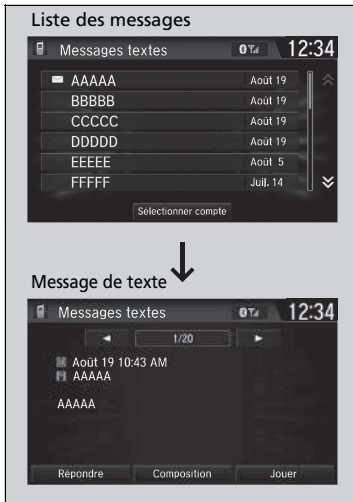 Liste des messages
Messages textes 12:34
AAAAA Août 19
BBBBB Août 19
CCCCC Août 19
DDDDD Août 19
EEEEE Août 5
FFFFF Juil. 14
Sélectionner compte
Message de texte
Messages textes 12:34
1/20
Août 19 10:43 AM
AAAAA
AAAAA
Répondre Composition Jouer